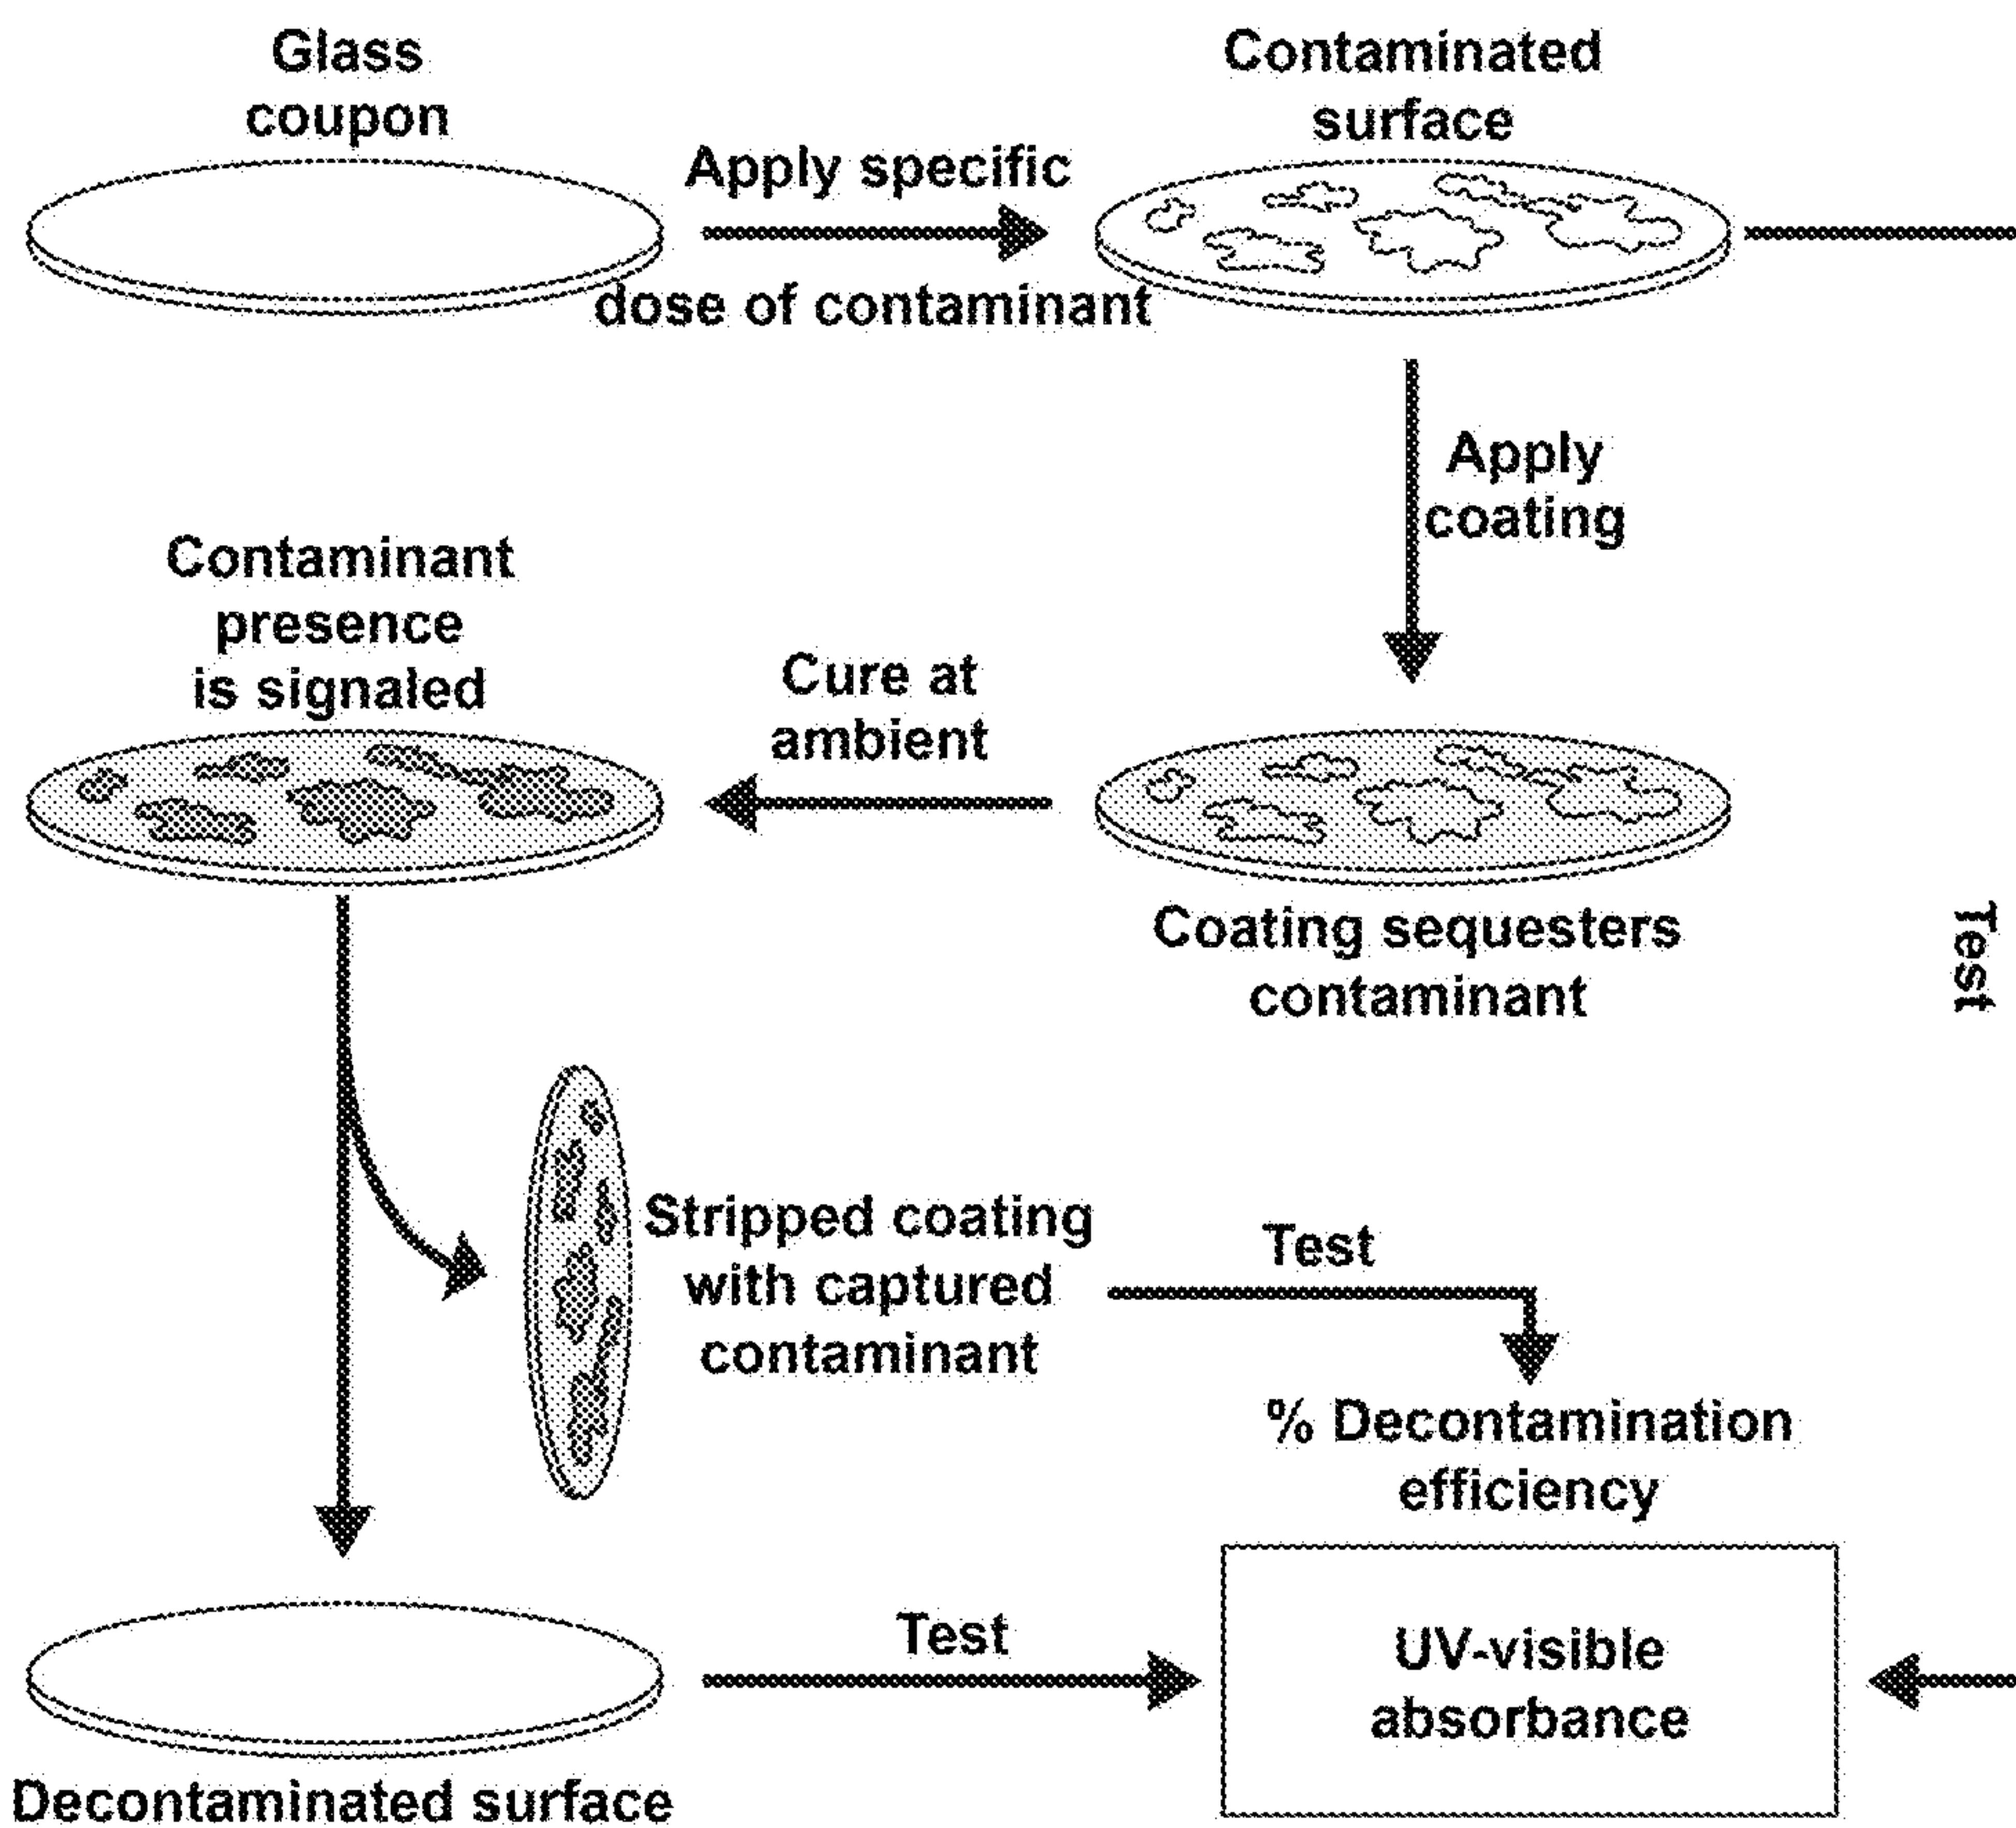 Glass
coupon
Apply specific
dose of contaminant
Contaminated
surface
Apply
coating
Contaminant
presence
is signaled
Cure at
ambient
Coating sequesters
contaminant
Test
Stripped coating
with captured
contaminant
Test
% Decontamination
efficiency
Test
UV-visible
absorbance
Decontaminated surface